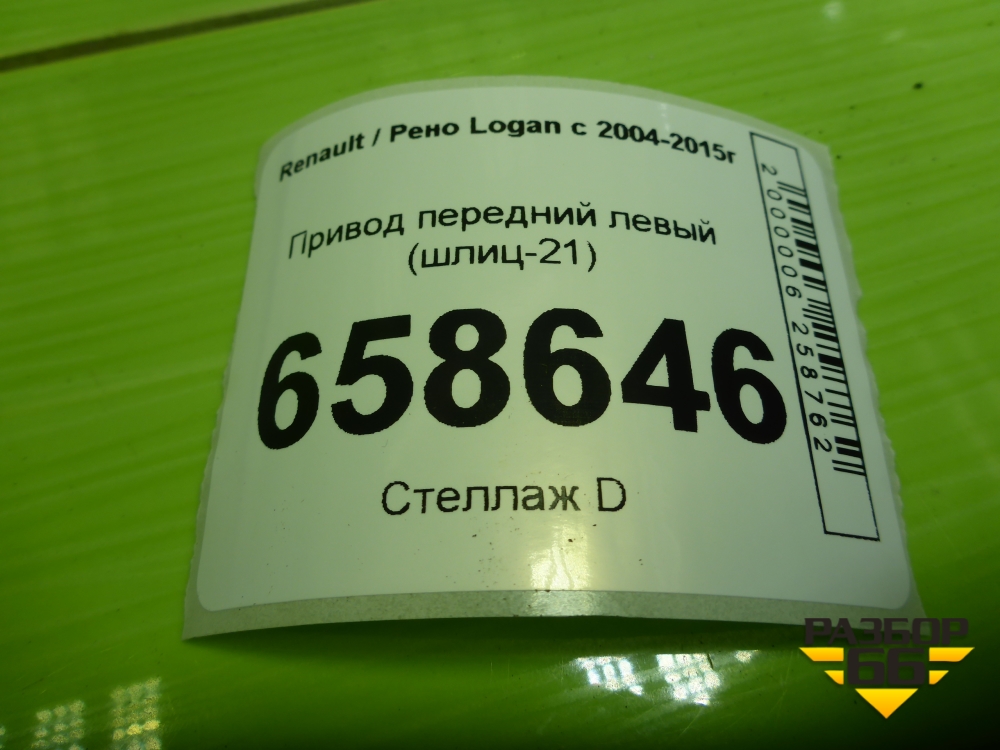 Renault / Рено Logan с 2004-2015г
Привод передний левый
(шлиц-21)
658646
Стеллаж D
2000006258762
РАЗБОР
66